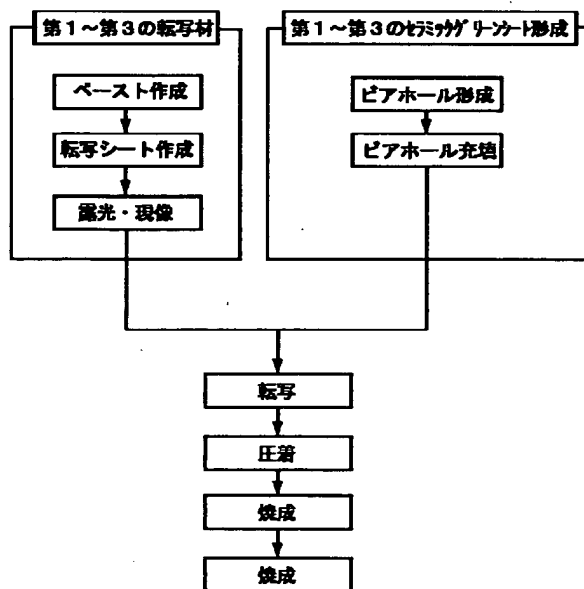 第1～第3の転写材
ペースト作成
転写シート作成
露光・現像
第1～第3のｾﾗﾐｯｸｸﾞﾘｰﾝｼｰﾄ形成
ビアホール形成
ビアホール充填
転写
圧着
焼成
焼成